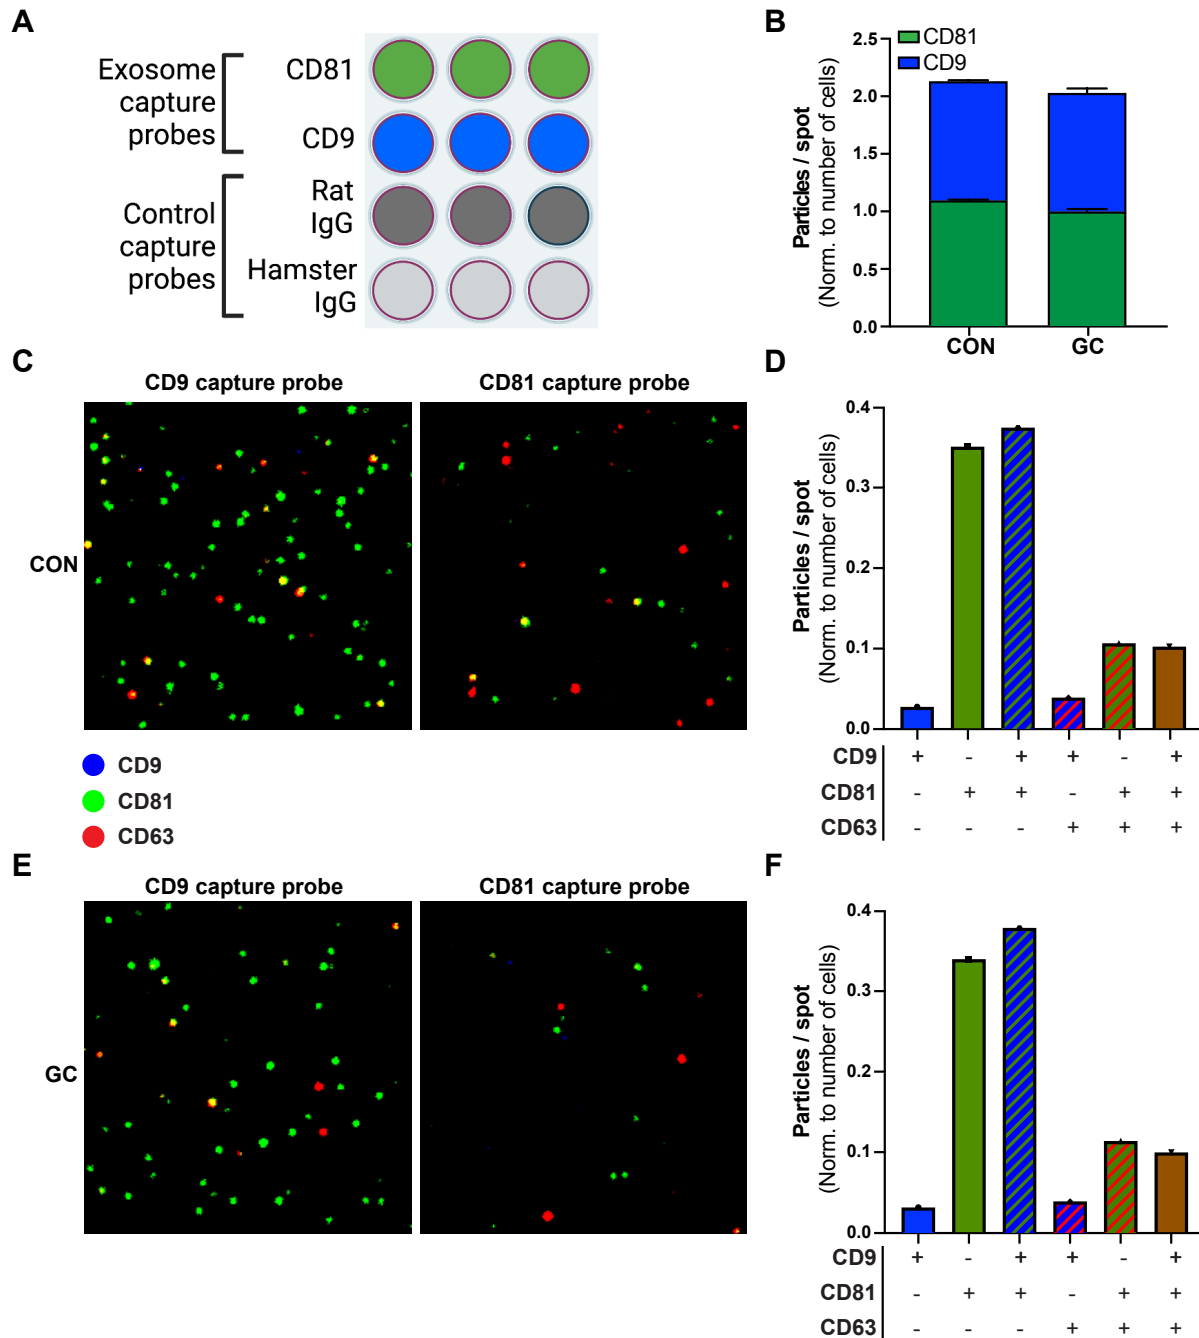 A
Exosome
capture
probes
CD81
CD9
Control
capture
probes
Rat
IgG
Hamster
IgG
B
Particles / spot
(Norm. to number of cells)
2.5
2.0
1.5
1.0
0.5
0.0
CD81
CD9
CON
GC
C
CD9 capture probe
CD81 capture probe
CON
CD9
CD81
CD63
D
Particles / spot
(Norm. to number of cells)
0.4
0.3
0.2
0.1
0.0
CD9 + - + + - +
CD81 - + + - + +
CD63 - - - + + +
E
CD9 capture probe
CD81 capture probe
GC
F
Particles / spot
(Norm. to number of cells)
0.4
0.3
0.2
0.1
0.0
CD9 + - + + - +
CD81 - + + - + +
CD63 - - - + + +